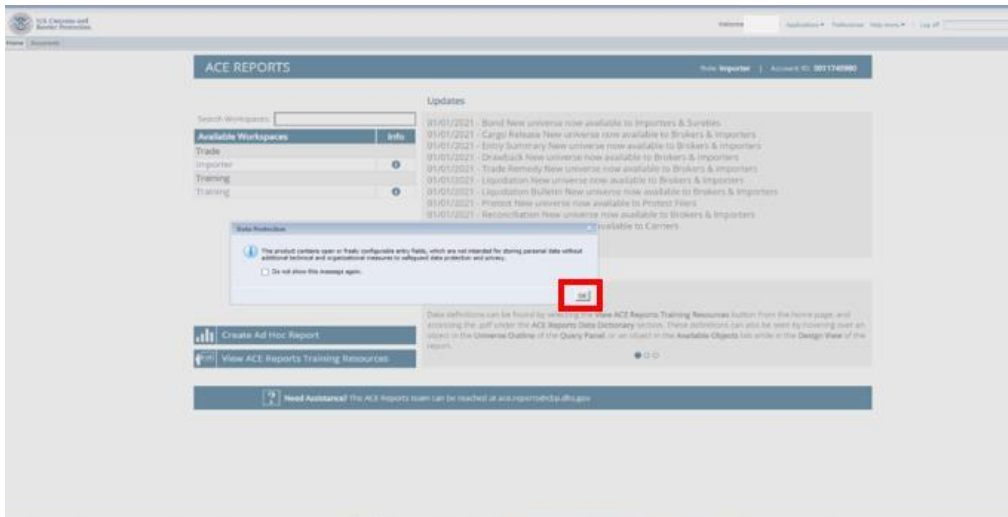 U.S. Customs and
Border Protection
Welcome
Applications Preferences Help menu Log off
Home Documents
ACE REPORTS
Role: Importer | Account ID:
Search Workspaces:
Available Workspaces Info
Trade
Importer
Training
Training
Updates
01/01/2021 - Bond New universe now available to Importers & Sureties
01/01/2021 - Cargo Release New universe now available to Brokers & Importers
01/01/2021 - Entry Summary New universe now available to Brokers & Importers
01/01/2021 - Drawback New universe now available to Brokers & Importers
01/01/2021 - Trade Remedy New universe now available to Brokers & Importers
01/01/2021 - Liquidation New universe now available to Brokers & Importers
01/01/2021 - Liquidation Bulletin New universe now available to Brokers & Importers
01/01/2021 - Protest New universe now available to Protest Filers
01/01/2021 - Reconciliation New universe now available to Brokers & Importers
available to Carriers
Data Protection
This product contains open or freely configurable entry fields, which are not intended for storing personal data without
additional technical and organizational measures to safeguard data protection and privacy.
Do not show this message again.
OK
Data definitions can be found by selecting the View ACE Reports Training Resources button from the home page, and
accessing the .pdf under the ACE Reports Data Dictionary section. These definitions can also be seen by hovering over an
object in the Universe Outline of the Query Panel, or an object in the Available Objects tab while in the Design View of the
report.
Create Ad Hoc Report
View ACE Reports Training Resources
Need Assistance? The ACE Reports team can be reached at ace.reports@cbp.dhs.gov